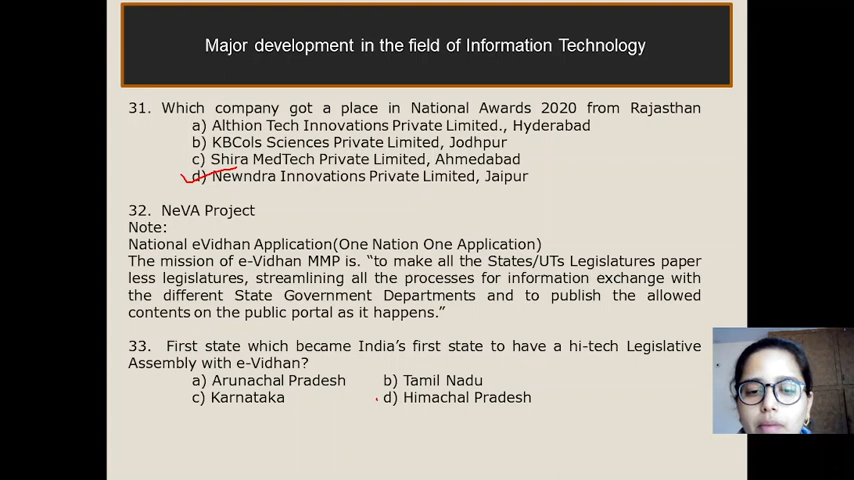 Major development in the field of Information Technology
31. Which company got a place in National Awards 2020 from Rajasthan
a) Althion Tech Innovations Private Limited., Hyderabad
b) KBCols Sciences Private Limited, Jodhpur
c) Shira MedTech Private Limited, Ahmedabad
d) Newndra Innovations Private Limited, Jaipur
32. NeVA Project
Note:
National eVidhan Application(One Nation One Application)
The mission of e-Vidhan MMP is. “to make all the States/UTs Legislatures paper
less legislatures, streamlining all the processes for information exchange with
the different State Government Departments and to publish the allowed
contents on the public portal as it happens.”
33. First state which became India’s first state to have a hi-tech Legislative
Assembly with e-Vidhan?
a) Arunachal Pradesh b) Tamil Nadu
c) Karnataka d) Himachal Pradesh